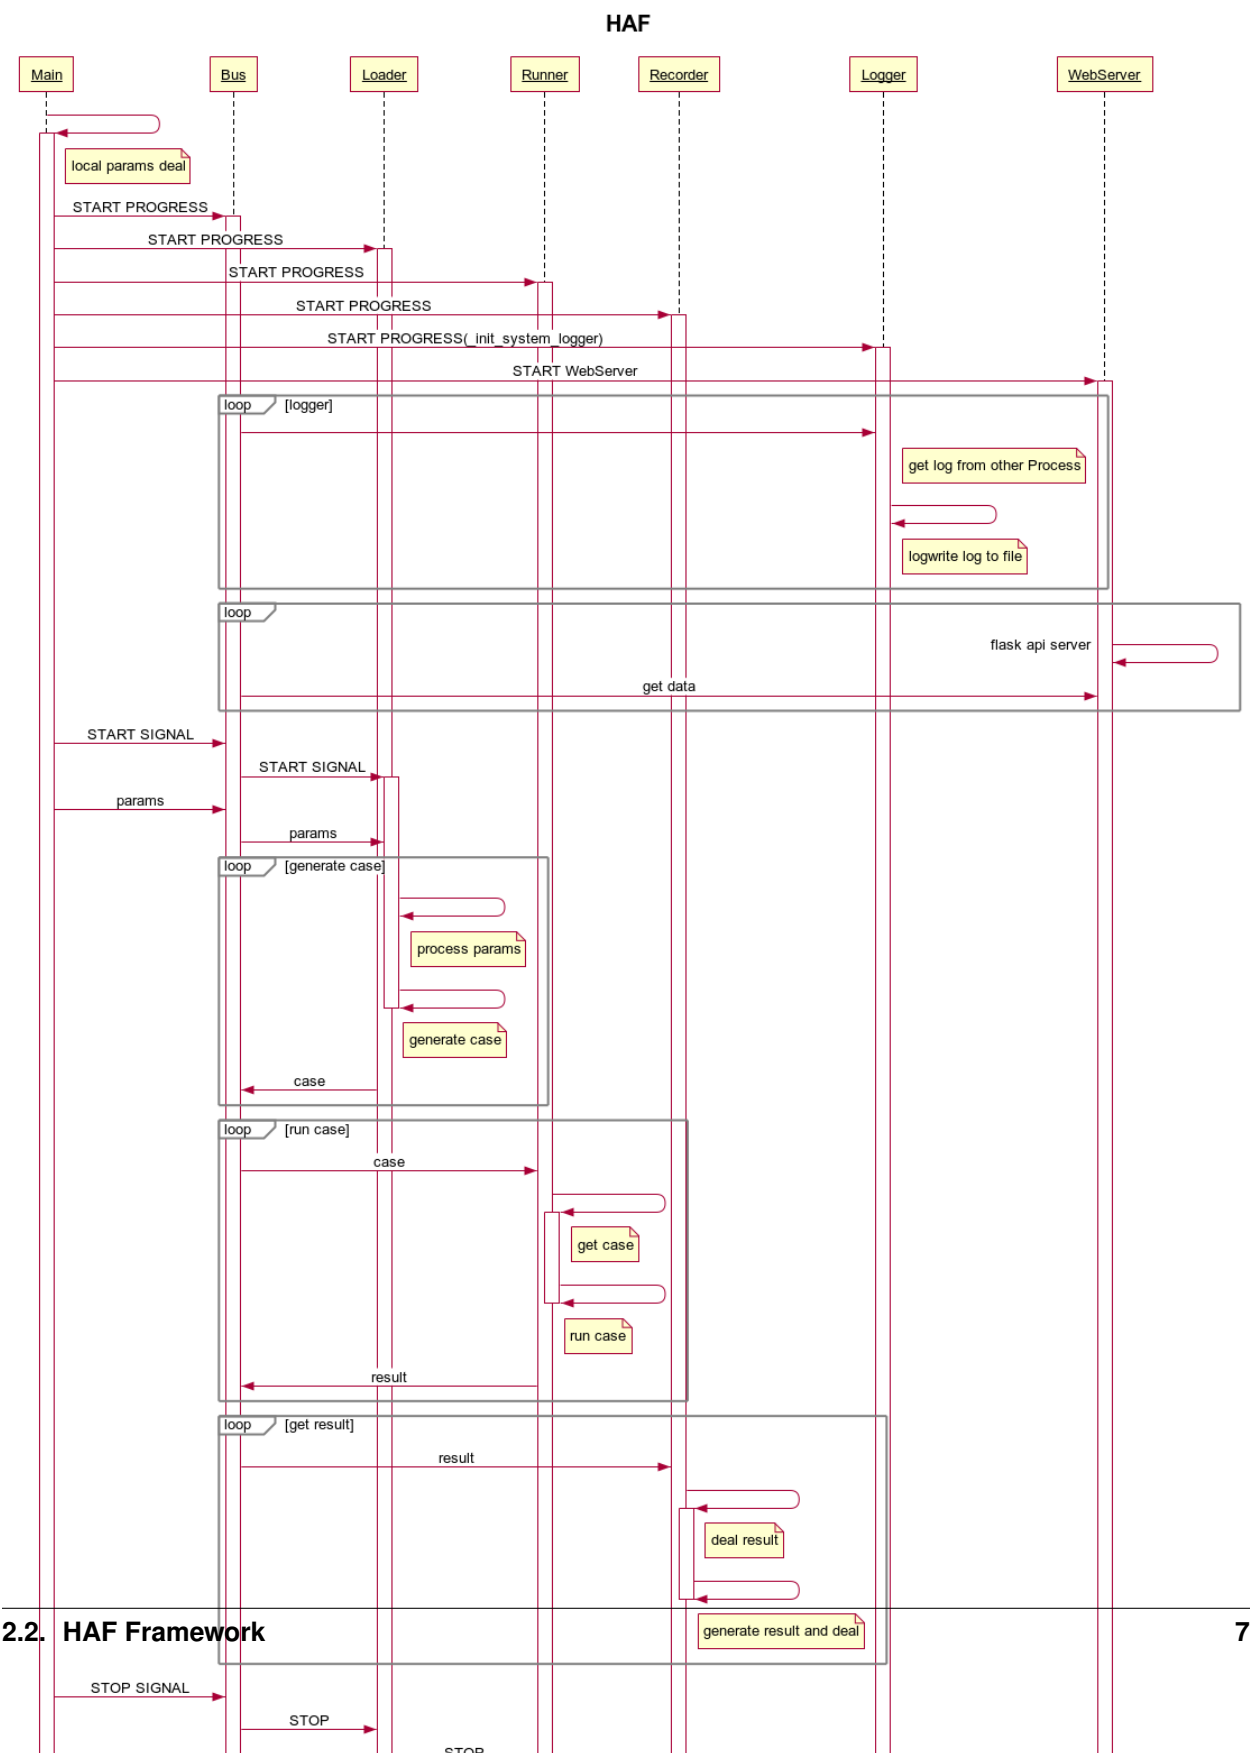 HAF
Main Bus Loader Runner Recorder Logger WebServer
local params deal
START PROGRESS
START PROGRESS
START PROGRESS
START PROGRESS
START PROGRESS(_init_system_logger)
START WebServer
loop [logger]
get log from other Process
logwrite log to file
loop
flask api server
get data
START SIGNAL
START SIGNAL
params
params
loop [generate case]
process params
generate case
case
loop [run case]
case
get case
run case
result
loop [get result]
result
deal result
generate result and deal
2.2. HAF Framework 7
STOP SIGNAL
STOP
STOP